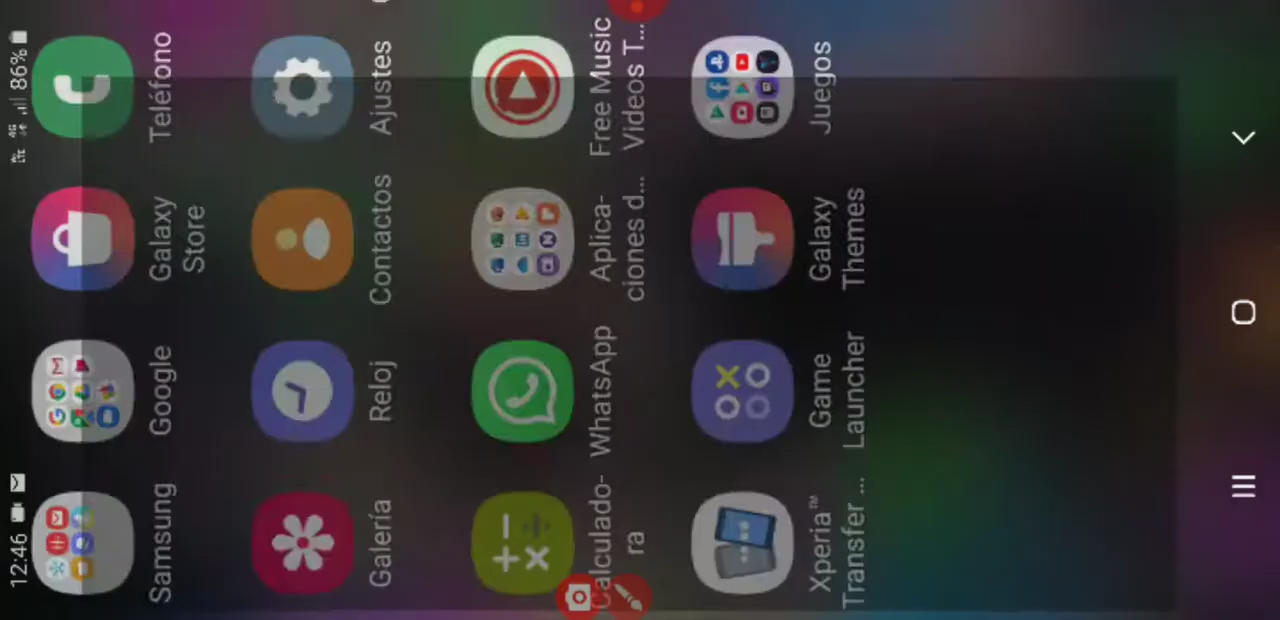 12:46
86%
Samsung
Google
Galaxy
Store
Teléfono
Galería
Reloj
Contactos
Ajustes
Calculado-
ra
WhatsApp
Aplica-
ciones d...
Free Music
Videos T...
Xperia™
Transfer ...
Game
Launcher
Galaxy
Themes
Juegos